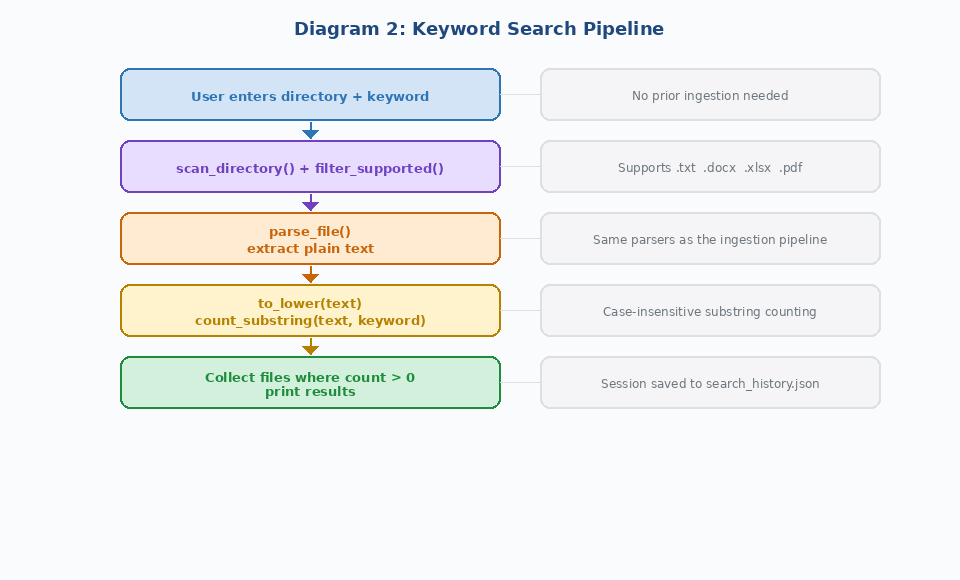 Diagram 2: Keyword Search Pipeline
User enters directory + keyword
No prior ingestion needed
scan_directory() + filter_supported()
Supports .txt  .docx  .xlsx  .pdf
parse_file()
extract plain text
Same parsers as the ingestion pipeline
to_lower(text)
count_substring(text, keyword)
Case-insensitive substring counting
Collect files where count > 0
print results
Session saved to search_history.json